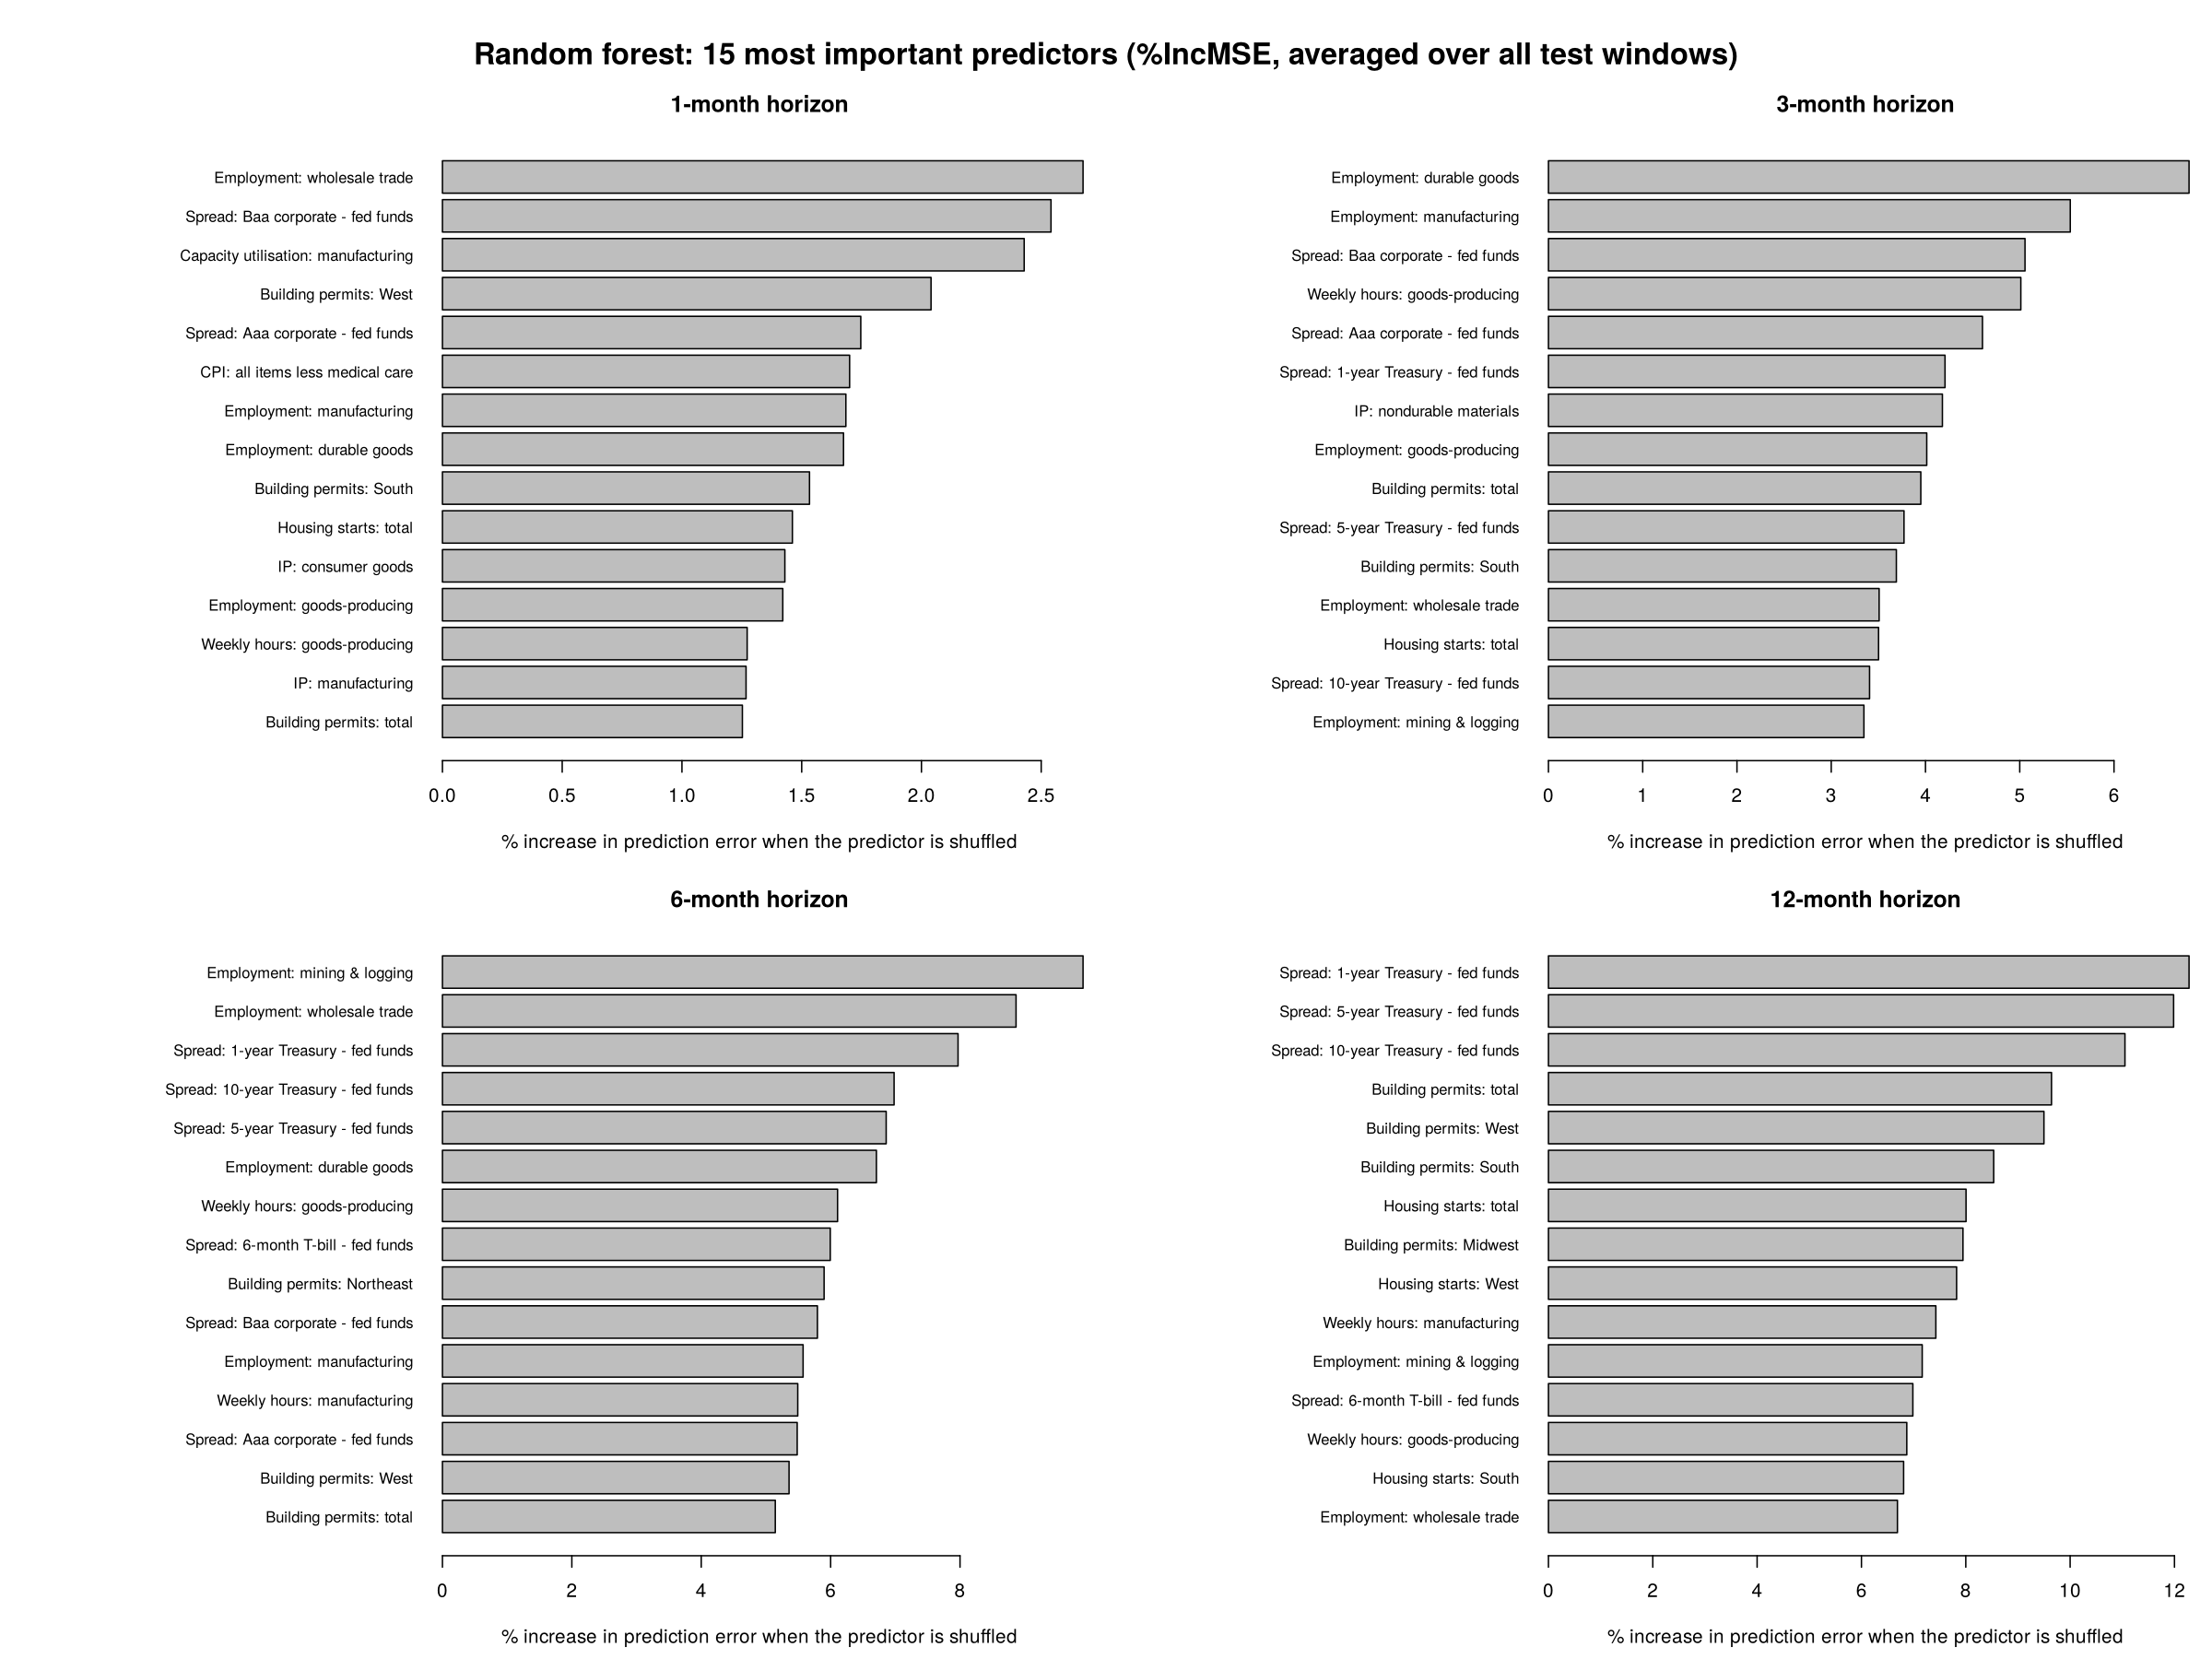 Random forest: 15 most important predictors (%IncMSE, averaged over all test windows)
1-month horizon
Employment: wholesale trade
Spread: Baa corporate - fed funds
Capacity utilisation: manufacturing
Building permits: West
Spread: Aaa corporate - fed funds
CPI: all items less medical care
Employment: manufacturing
Employment: durable goods
Building permits: South
Housing starts: total
IP: consumer goods
Employment: goods-producing
Weekly hours: goods-producing
IP: manufacturing
Building permits: total
0.0 0.5 1.0 1.5 2.0 2.5
% increase in prediction error when the predictor is shuffled
3-month horizon
Employment: durable goods
Employment: manufacturing
Spread: Baa corporate - fed funds
Weekly hours: goods-producing
Spread: Aaa corporate - fed funds
Spread: 1-year Treasury - fed funds
IP: nondurable materials
Employment: goods-producing
Building permits: total
Spread: 5-year Treasury - fed funds
Building permits: South
Employment: wholesale trade
Housing starts: total
Spread: 10-year Treasury - fed funds
Employment: mining & logging
0 1 2 3 4 5 6
% increase in prediction error when the predictor is shuffled
6-month horizon
Employment: mining & logging
Employment: wholesale trade
Spread: 1-year Treasury - fed funds
Spread: 10-year Treasury - fed funds
Spread: 5-year Treasury - fed funds
Employment: durable goods
Weekly hours: goods-producing
Spread: 6-month T-bill - fed funds
Building permits: Northeast
Spread: Baa corporate - fed funds
Employment: manufacturing
Weekly hours: manufacturing
Spread: Aaa corporate - fed funds
Building permits: West
Building permits: total
0 2 4 6 8
% increase in prediction error when the predictor is shuffled
12-month horizon
Spread: 1-year Treasury - fed funds
Spread: 5-year Treasury - fed funds
Spread: 10-year Treasury - fed funds
Building permits: total
Building permits: West
Building permits: South
Housing starts: total
Building permits: Midwest
Housing starts: West
Weekly hours: manufacturing
Employment: mining & logging
Spread: 6-month T-bill - fed funds
Weekly hours: goods-producing
Housing starts: South
Employment: wholesale trade
0 2 4 6 8 10 12
% increase in prediction error when the predictor is shuffled